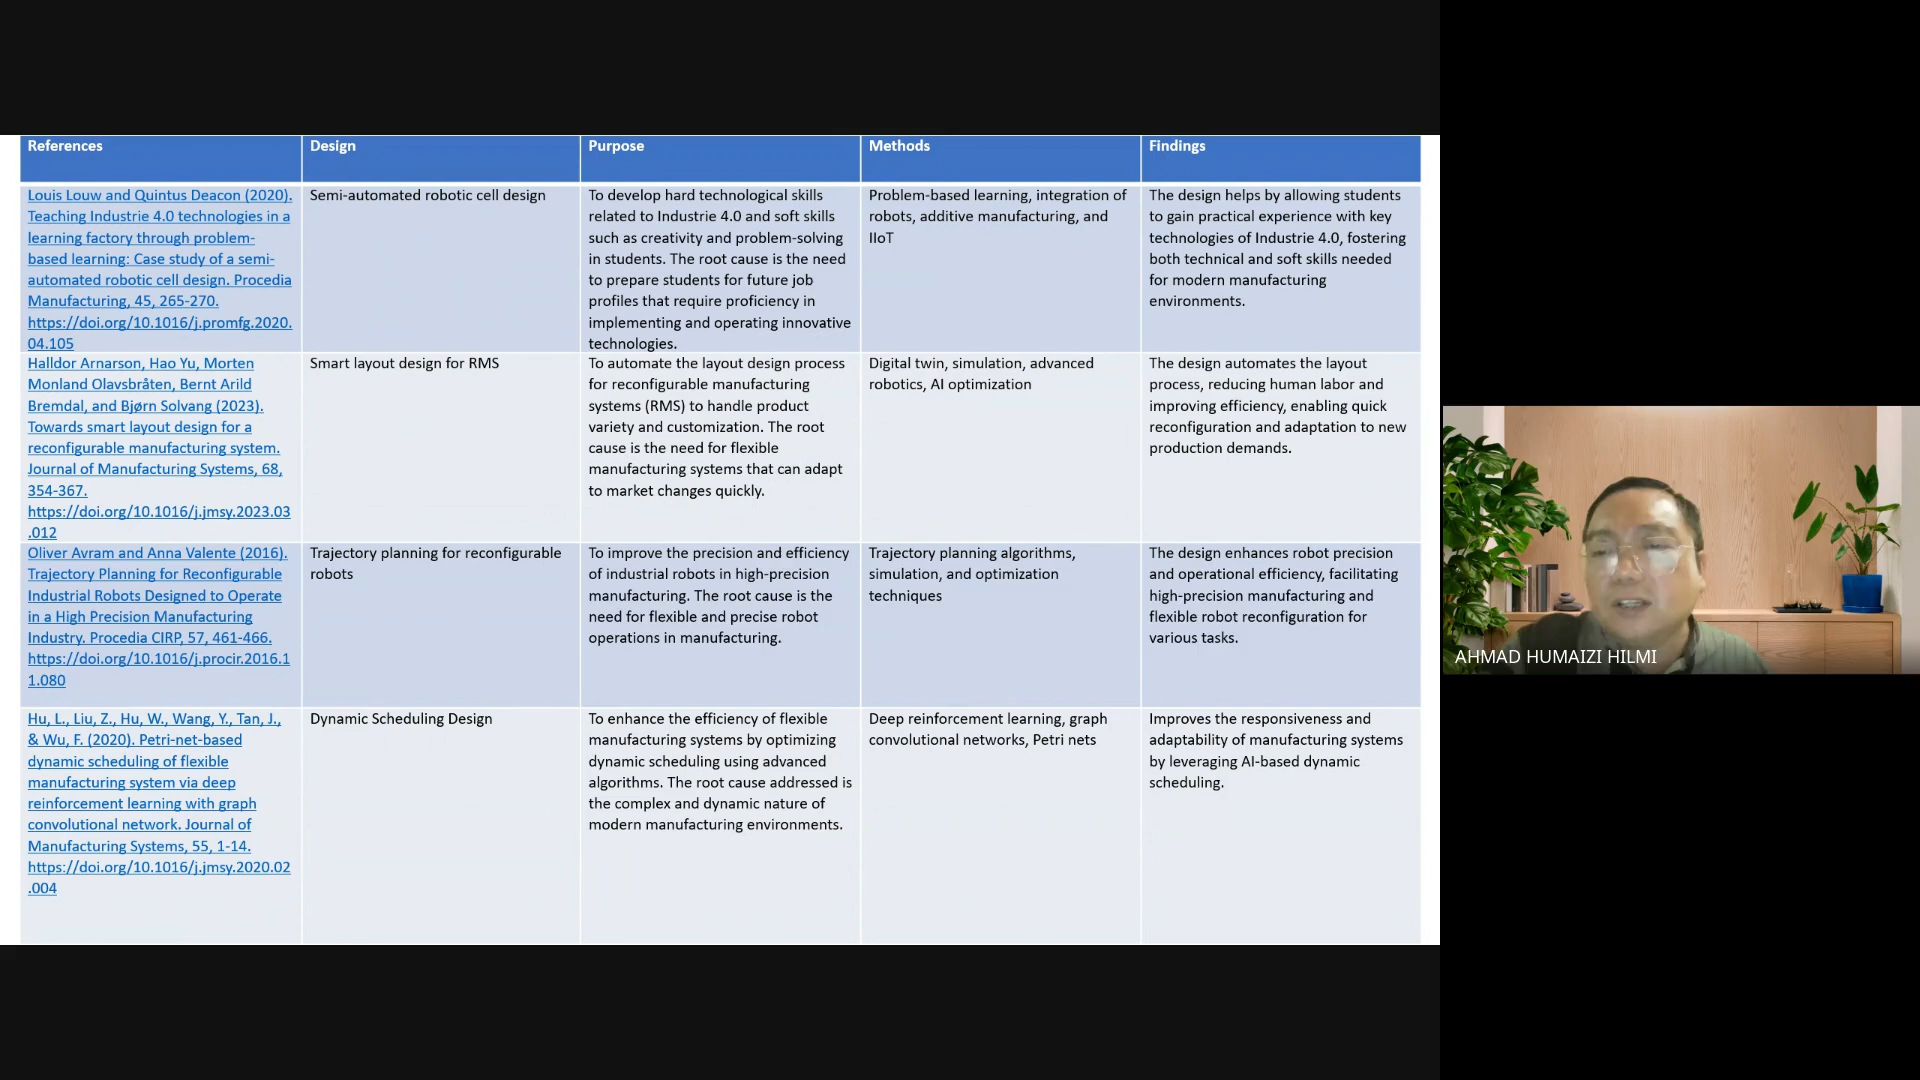 References
Design
Purpose
Methods
Findings
Louis Louw and Quintus Deacon (2020).
Teaching Industrie 4.0 technologies in a
learning factory through problem-
based learning: Case study of a semi-
automated robotic cell design. Procedia
Manufacturing, 45, 265-270.
https://doi.org/10.1016/j.promfg.2020.
04.105
Semi-automated robotic cell design
To develop hard technological skills
related to Industrie 4.0 and soft skills
such as creativity and problem-solving
in students. The root cause is the need
to prepare students for future job
profiles that require proficiency in
implementing and operating innovative
technologies.
Problem-based learning, integration of
robots, additive manufacturing, and
IIoT
The design helps by allowing students
to gain practical experience with key
technologies of Industrie 4.0, fostering
both technical and soft skills needed
for modern manufacturing
environments.
Halldor Arnarson, Hao Yu, Morten
Monland Olavsbråten, Bernt Arild
Bremdal, and Bjørn Solvang (2023).
Towards smart layout design for a
reconfigurable manufacturing system.
Journal of Manufacturing Systems, 68,
354-367.
https://doi.org/10.1016/j.jmsy.2023.03
.012
Smart layout design for RMS
To automate the layout design process
for reconfigurable manufacturing
systems (RMS) to handle product
variety and customization. The root
cause is the need for flexible
manufacturing systems that can adapt
to market changes quickly.
Digital twin, simulation, advanced
robotics, AI optimization
The design automates the layout
process, reducing human labor and
improving efficiency, enabling quick
reconfiguration and adaptation to new
production demands.
Oliver Avram and Anna Valente (2016).
Trajectory Planning for Reconfigurable
Industrial Robots Designed to Operate
in a High Precision Manufacturing
Industry. Procedia CIRP, 57, 461-466.
https://doi.org/10.1016/j.procir.2016.1
1.080
Trajectory planning for reconfigurable
robots
To improve the precision and efficiency
of industrial robots in high-precision
manufacturing. The root cause is the
need for flexible and precise robot
operations in manufacturing.
Trajectory planning algorithms,
simulation, and optimization
techniques
The design enhances robot precision
and operational efficiency, facilitating
high-precision manufacturing and
flexible robot reconfiguration for
various tasks.
Hu, L., Liu, Z., Hu, W., Wang, Y., Tan, J.,
& Wu, F. (2020). Petri-net-based
dynamic scheduling of flexible
manufacturing system via deep
reinforcement learning with graph
convolutional network. Journal of
Manufacturing Systems, 55, 1-14.
https://doi.org/10.1016/j.jmsy.2020.02
.004
Dynamic Scheduling Design
To enhance the efficiency of flexible
manufacturing systems by optimizing
dynamic scheduling using advanced
algorithms. The root cause addressed is
the complex and dynamic nature of
modern manufacturing environments.
Deep reinforcement learning, graph
convolutional networks, Petri nets
Improves the responsiveness and
adaptability of manufacturing systems
by leveraging AI-based dynamic
scheduling.
AHMAD HUMAIZI HILMI